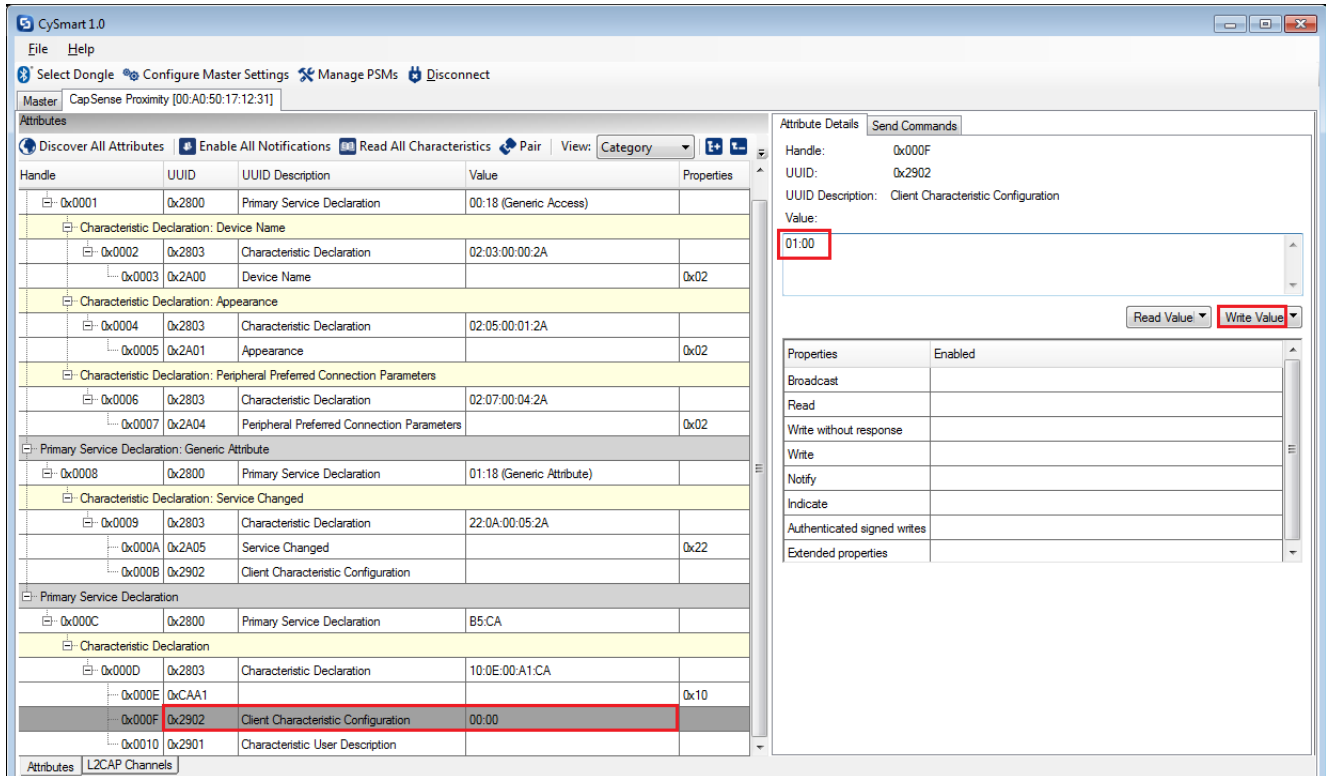 CySmart 1.0
File Help
Select Dongle Configure Master Settings Manage PSMs Disconnect
Master CapSense Proximity [00:A0:50:17:12:31]
Attributes
Discover All Attributes Enable All Notifications Read All Characteristics Pair View: Category
Handle UUID UUID Description Value Properties
0x0001 0x2800 Primary Service Declaration 00:18 (Generic Access)
Characteristic Declaration: Device Name
0x0002 0x2803 Characteristic Declaration 02:03:00:00:2A
0x0003 0x2A00 Device Name 0x02
Characteristic Declaration: Appearance
0x0004 0x2803 Characteristic Declaration 02:05:00:01:2A
0x0005 0x2A01 Appearance 0x02
Characteristic Declaration: Peripheral Preferred Connection Parameters
0x0006 0x2803 Characteristic Declaration 02:07:00:04:2A
0x0007 0x2A04 Peripheral Preferred Connection Parameters 0x02
Primary Service Declaration: Generic Attribute
0x0008 0x2800 Primary Service Declaration 01:18 (Generic Attribute)
Characteristic Declaration: Service Changed
0x0009 0x2803 Characteristic Declaration 22:0A:00:05:2A
0x000A 0x2A05 Service Changed 0x22
0x000B 0x2902 Client Characteristic Configuration
Primary Service Declaration
0x000C 0x2800 Primary Service Declaration B5:CA
Characteristic Declaration
0x000D 0x2803 Characteristic Declaration 10:0E:00:A1:CA
0x000E 0xCAA1 0x10
0x000F 0x2902 Client Characteristic Configuration 00:00
0x0010 0x2901 Characteristic User Description
Attributes L2CAP Channels
Attribute Details Send Commands
Handle: 0x000F
UUID: 0x2902
UUID Description: Client Characteristic Configuration
Value:
01:00
Read Value Write Value
Properties Enabled
Broadcast
Read
Write without response
Write
Notify
Indicate
Authenticated signed writes
Extended properties